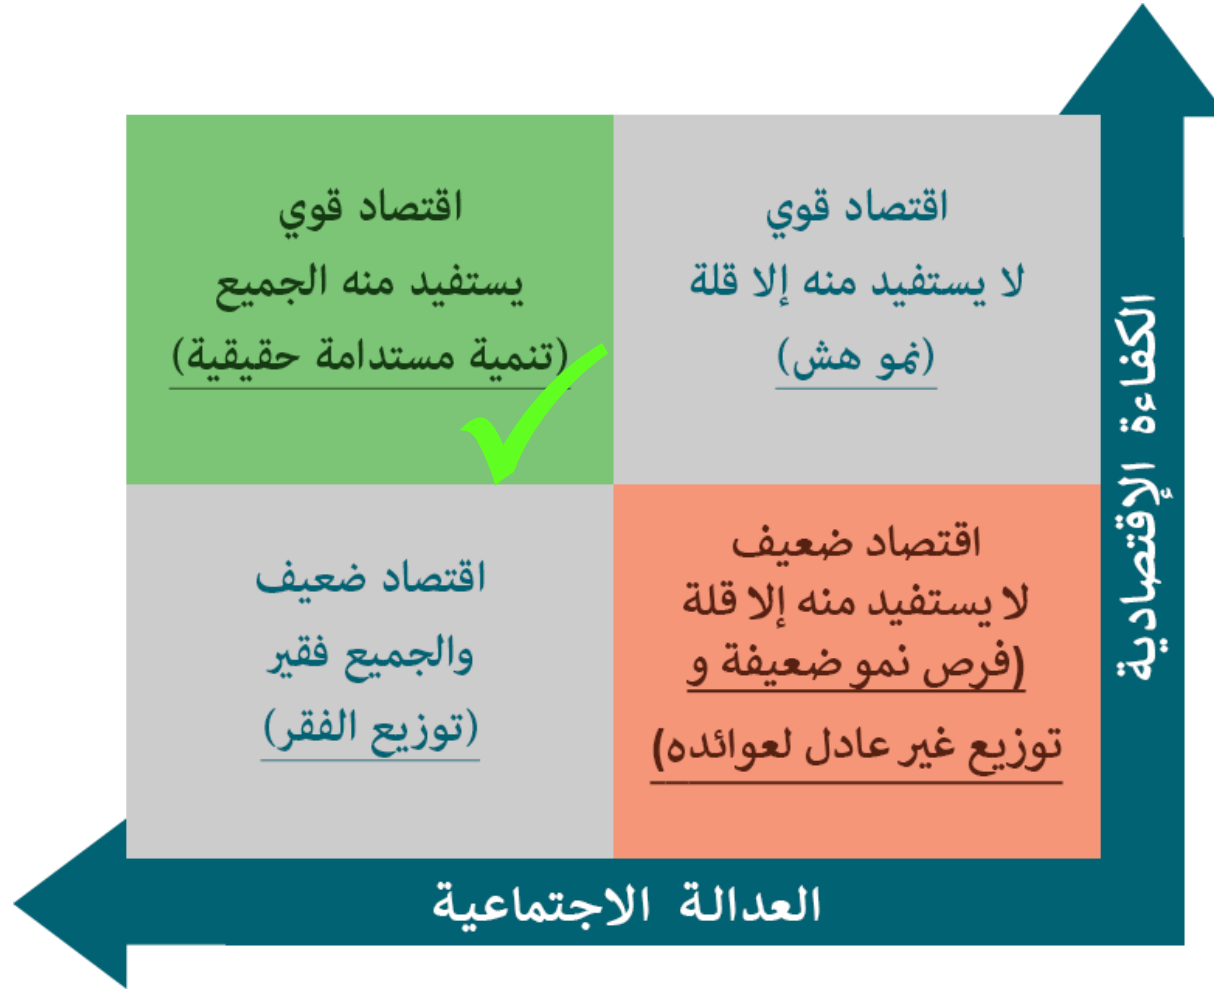 اقتصاد قوي
لا يستفيد منه إلا قلة
(نمو هش)
اقتصاد قوي
يستفيد منه الجميع
(تنمية مستدامة حقيقية)
اقتصاد ضعيف
لا يستفيد منه إلا قلة
(فرص نمو ضعيفة و
توزيع غير عادل لعوائده)
اقتصاد ضعيف
والجميع فقير
(توزيع الفقر)
الكفاءة الإقتصادية
العدالة الاجتماعية